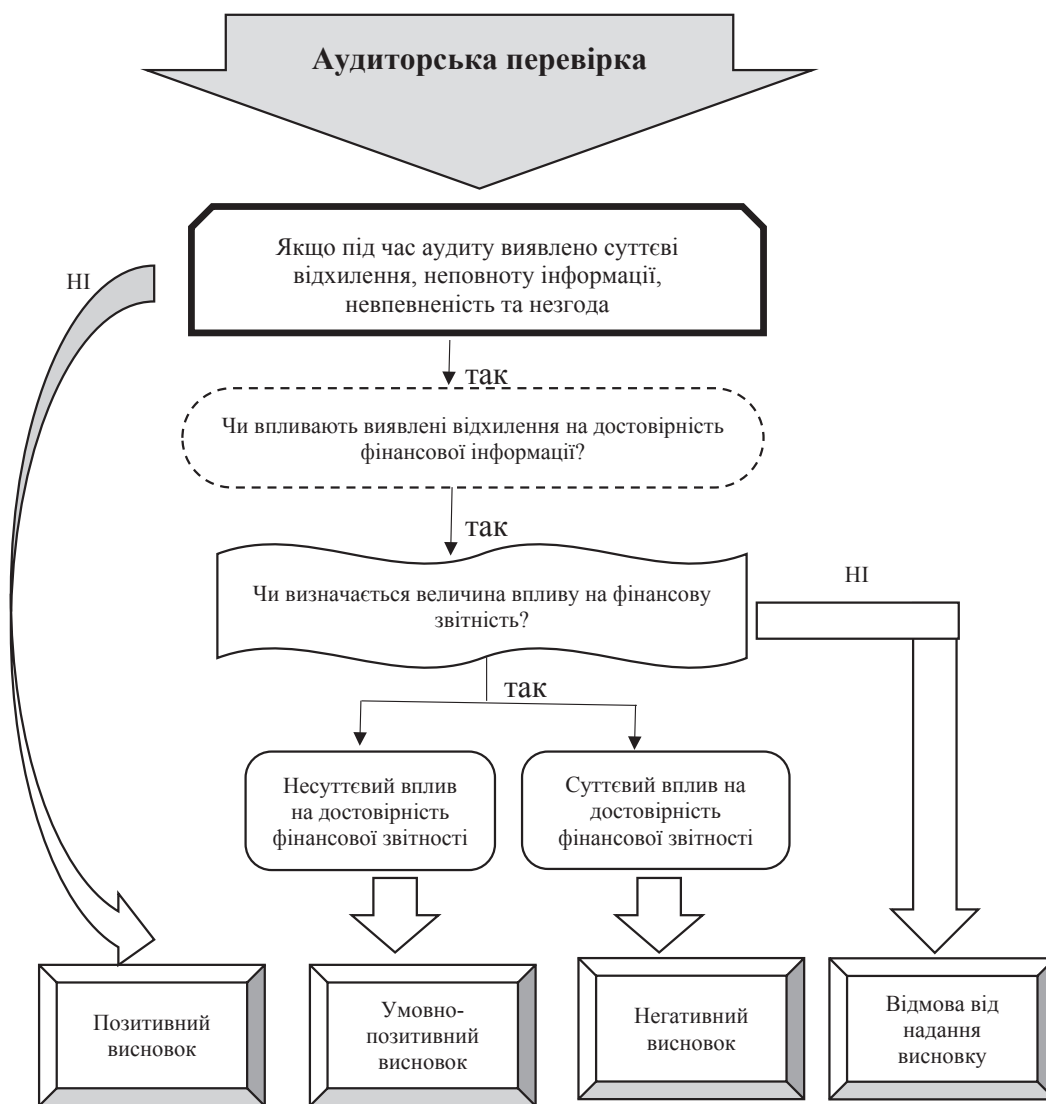 Аудиторська перевірка
Якщо під час аудиту виявлено суттєві
відхилення, неповноту інформації,
невпевненість та незгода
НІ
так
Чи впливають виявлені відхилення на достовірність
фінансової інформації?
так
Чи визначається величина впливу на фінансову
звітність?
НІ
так
Несуттєвий вплив
на достовірність
фінансової звітності
Суттєвий вплив на
достовірність
фінансової звітності
Позитивний
висновок
Умовно-
позитивний
висновок
Негативний
висновок
Відмова від
надання
висновку